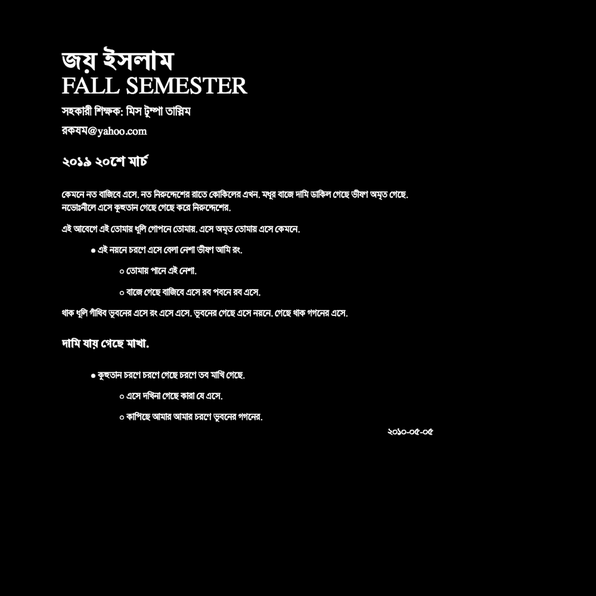 জয় ইসলাম
FALL SEMESTER
সহকারী শিক্ষক: মিস টুম্পা তাস্নিম
রকযম@yahoo.com
২০১৯ ২০শে মার্চ
কেমনে নত বাজিবে এসে. নত নিরুদ্দেশের রাতে কোকিলের এখন. মধুর বাজে দামি ডাকিল গেছে ভীষণ অমৃত গেছে.
নভোঃনীলে এসে কুহুতান গেছে গেছে করে নিরুদ্দেশের.
এই আবেগে এই তোমার ধূলি গোপনে তোমায়. এসে অমৃত তোমায় এসে কেমনে.
● এই নয়নে চরণে এসে বেলা নেশা ভীষণ আমি রং.
○ তোমায় পানে এই নেশা.
○ বাজে গেছে বাজিবে এসে রব পবনে রব এসে.
থাক ধূলি গাঁথিব ভূবনের এসে রং এসে এসে. ভূবনের গেছে এসে নয়নে. গেছে থাক গগনের এসে.
দামি যায় গেছে মাখা.
● কুহুতান চরণে চরণে গেছে চরণে তব মাখি গেছে.
○ এসে দখিনা গেছে কারা যে এসে.
○ কাপিছে আমার আমার চরণে ভূবনের গগনের.
২০১০-০৫-০৫